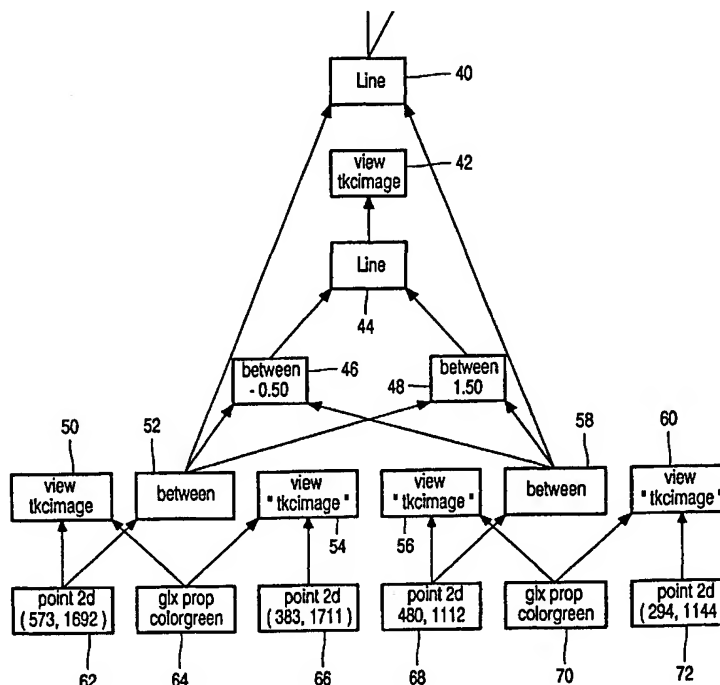 Line
40
view
tkcimage
42
Line
44
between
- 0.50
46
between
1.50
48
50
52
58
60
view
tkcimage
between
view
"tkcimage"
54
view
"tkcimage"
56
between
view
"tkcimage"
point 2d
(573, 1692)
glx prop
colorgreen
point 2d
(383, 1711)
point 2d
480, 1112
glx prop
colorgreen
point 2d
(294, 1144
62
64
66
68
70
72